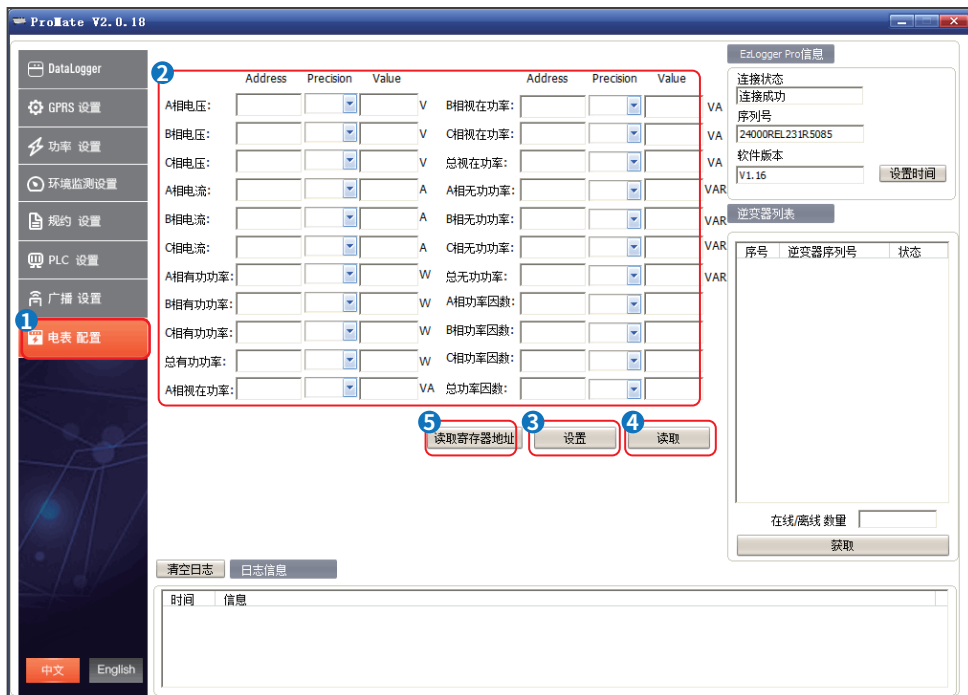 ProMate V2.0.18
DataLogger
GPRS 设置
功率 设置
环境监测设置
规约 设置
PLC 设置
广播 设置
1
电表 配置
中文 English
2
Address Precision Value Address Precision Value
A相电压: V B相视在功率: VA
B相电压: V C相视在功率: VA
C相电压: V 总视在功率: VA
A相电流: A A相无功功率: VAR
B相电流: A B相无功功率: VAR
C相电流: A C相无功功率: VAR
A相有功功率: W 总无功功率: VAR
B相有功功率: W A相功率因数:
C相有功功率: W B相功率因数:
总有功功率: W C相功率因数:
A相视在功率: VA 总功率因数:
5 3 4
读取寄存器地址 设置 读取
清空日志 日志信息
时间 信息
EzLogger Pro信息
连接状态
连接成功
序列号
24000REL231R5085
软件版本
V1.16 设置时间
逆变器列表
序号 逆变器序列号 状态
在线/离线 数量
获取